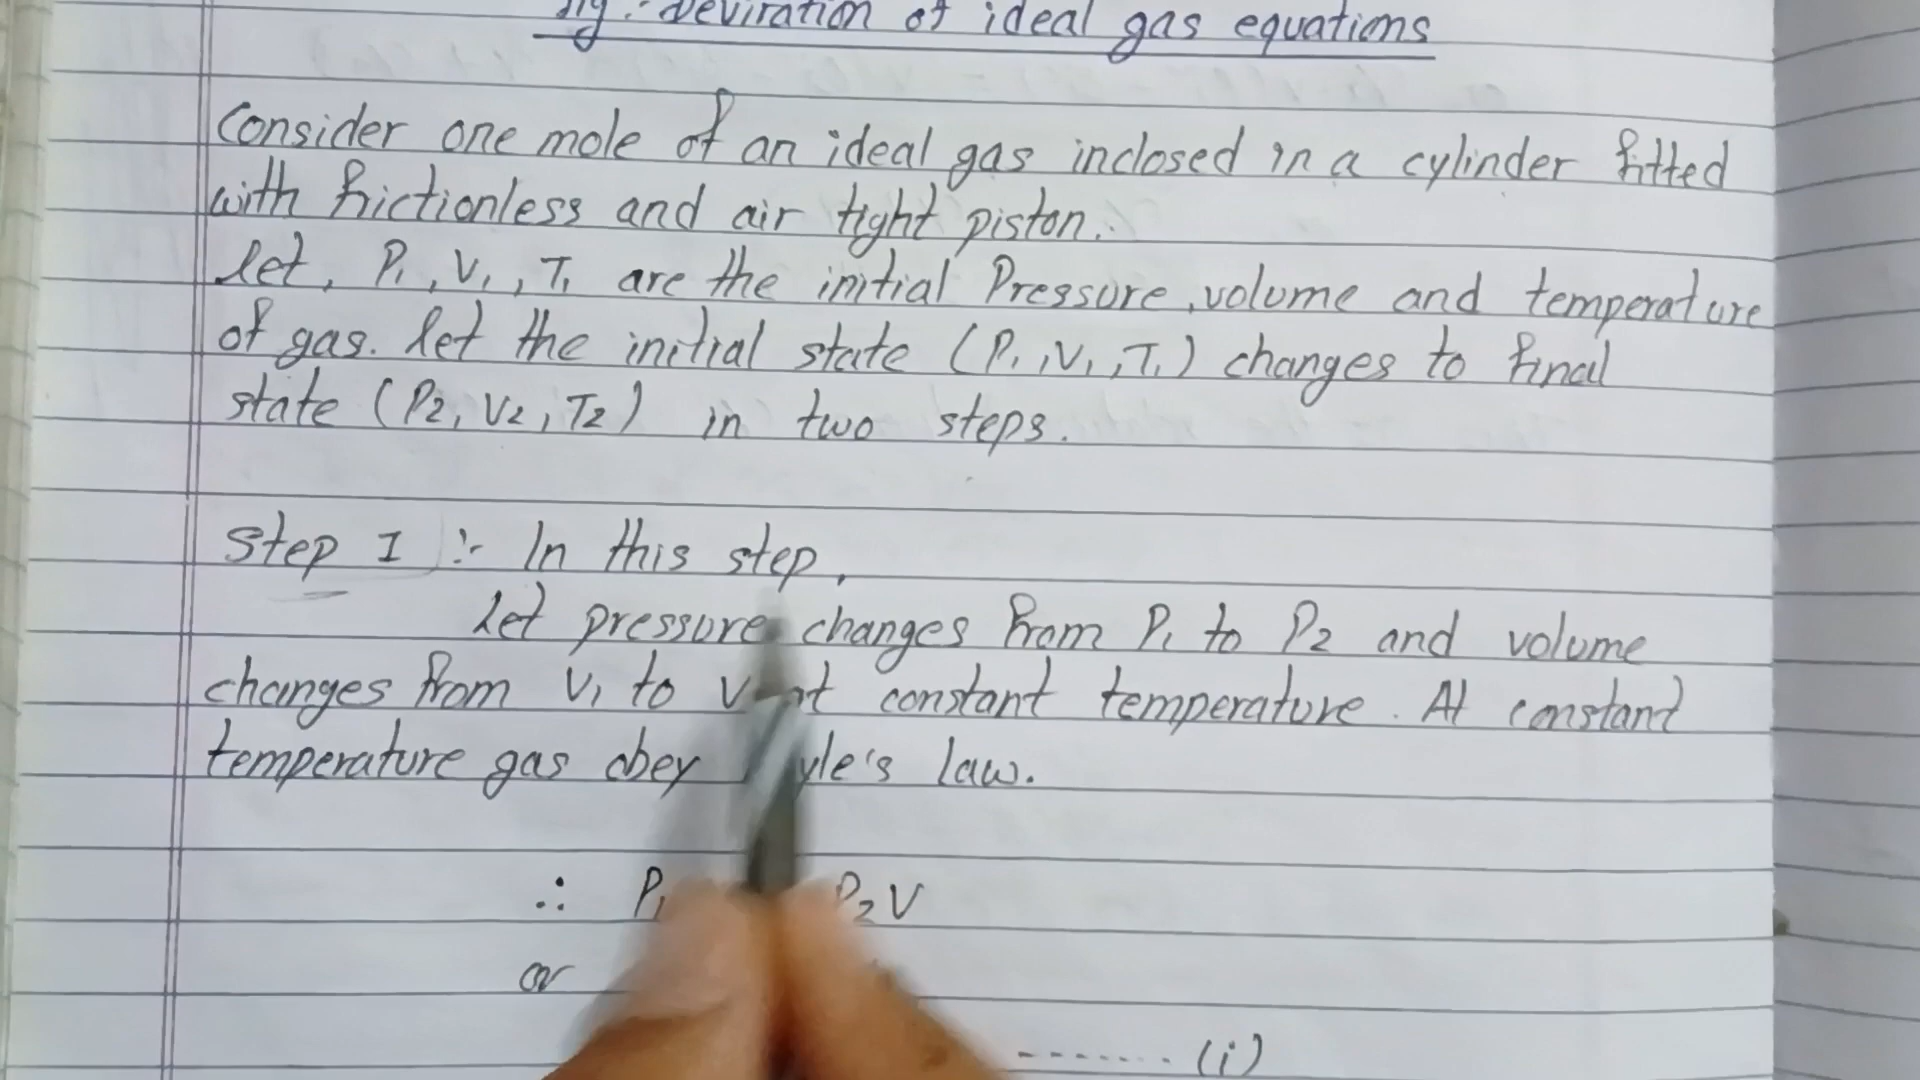 fig :- Deviration of ideal gas equations
Consider one mole of an ideal gas inclosed in a cylinder fitted
with frictionless and air tight piston.
let, P1, V1, T1 are the initial Pressure, volume and temperature
of gas. let the initial state (P1, V1, T1) changes to final
state (P2, V2, T2) in two steps.
Step I :- In this step,
let pressure changes from P1 to P2 and volume
changes from V1 to V at constant temperature. At constant
temperature gas obey law.
∴ P1 P2V
or
------- (i)